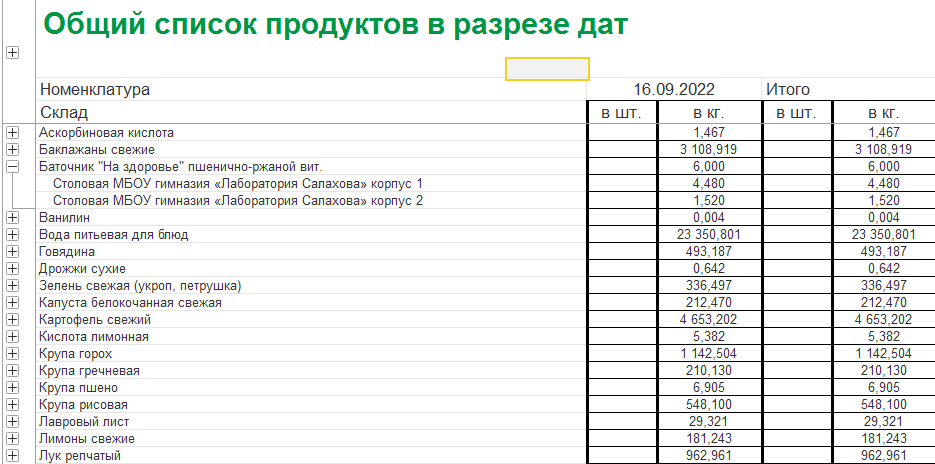 Общий список продуктов в разрезе дат
Номенклатура 16.09.2022 Итого
Склад в шт. в кг. в шт. в кг.
Аскорбиновая кислота 1,467 1,467
Баклажаны свежие 3 108,919 3 108,919
Баточник "На здоровье" пшенично-ржаной вит. 6,000 6,000
Столовая МБОУ гимназия «Лаборатория Салахова» корпус 1 4,480 4,480
Столовая МБОУ гимназия «Лаборатория Салахова» корпус 2 1,520 1,520
Ванилин 0,004 0,004
Вода питьевая для блюд 23 350,801 23 350,801
Говядина 493,187 493,187
Дрожжи сухие 0,642 0,642
Зелень свежая (укроп, петрушка) 336,497 336,497
Капуста белокочанная свежая 212,470 212,470
Картофель свежий 4 653,202 4 653,202
Кислота лимонная 5,382 5,382
Крупа горох 1 142,504 1 142,504
Крупа гречневая 210,130 210,130
Крупа пшено 6,905 6,905
Крупа рисовая 548,100 548,100
Лавровый лист 29,321 29,321
Лимоны свежие 181,243 181,243
Лук репчатый 962,961 962,961